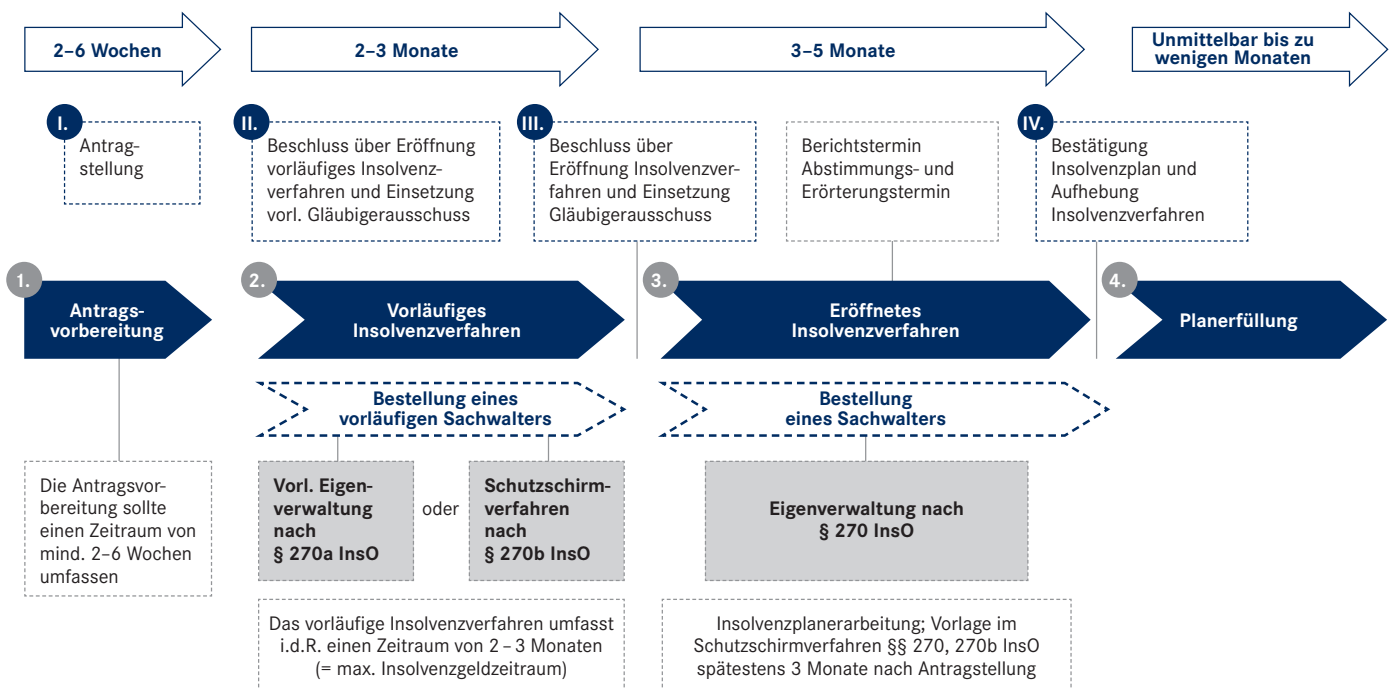 2–6 Wochen
2–3 Monate
3–5 Monate
Unmittelbar bis zu
wenigen Monaten
I.
Antrag-
stellung
II.
Beschluss über Eröffnung
vorläufiges Insolvenz-
verfahren und Einsetzung
vorl. Gläubigerausschuss
III.
Beschluss über
Eröffnung Insolvenzver-
fahren und Einsetzung
Gläubigerausschuss
Berichtstermin
Abstimmungs- und
Erörterungstermin
IV.
Bestätigung
Insolvenzplan und
Aufhebung
Insolvenzverfahren
1.
Antrags-
vorbereitung
2.
Vorläufiges
Insolvenzverfahren
3.
Eröffnetes
Insolvenzverfahren
4.
Planerfüllung
Bestellung eines
vorläufigen Sachwalters
Bestellung
eines Sachwalters
Die Antragsvor-
bereitung sollte
einen Zeitraum von
mind. 2–6 Wochen
umfassen
Vorl. Eigen-
verwaltung
nach
§ 270a InsO
oder
Schutzschirm-
verfahren
nach
§ 270b InsO
Eigenverwaltung nach
§ 270 InsO
Das vorläufige Insolvenzverfahren umfasst
i.d.R. einen Zeitraum von 2 – 3 Monaten
(= max. Insolvenzgeldzeitraum)
Insolvenzplanerarbeitung; Vorlage im
Schutzschirmverfahren §§ 270, 270b InsO
spätestens 3 Monate nach Antragstellung